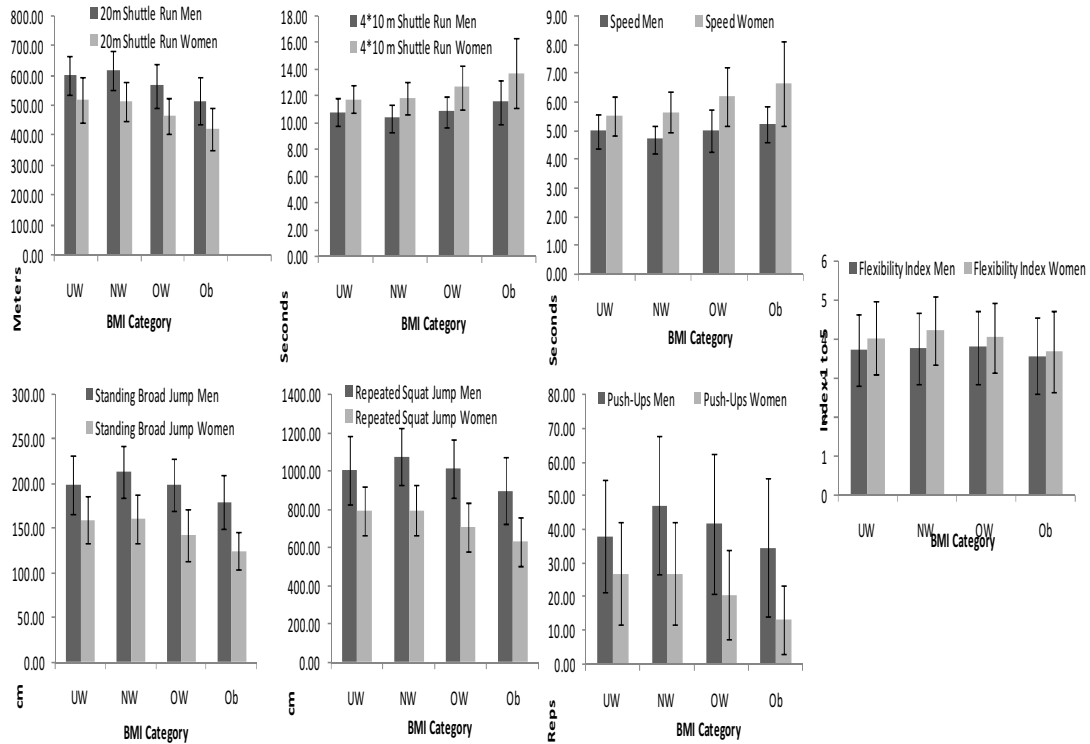 20m Shuttle Run Men
20m Shuttle Run Women
800.00
700.00
600.00
500.00
400.00
300.00
200.00
100.00
0.00
Meters
UW NW OW Ob
BMI Category
4*10 m Shuttle Run Men
4*10 m Shuttle Run Women
18.00
16.00
14.00
12.00
10.00
8.00
6.00
4.00
2.00
0.00
Seconds
UW NW OW Ob
BMI Category
Speed Men Speed Women
9.00
8.00
7.00
6.00
5.00
4.00
3.00
2.00
1.00
0.00
Seconds
UW NW OW Ob
BMI Category
Flexibility Index Men Flexibility Index Women
6
5
4
3
2
1
0
Index1 to 5
UW NW OW Ob
BMI Category
Standing Broad Jump Men
Standing Broad Jump Women
300.00
250.00
200.00
150.00
100.00
50.00
0.00
cm
UW NW OW Ob
BMI Category
Repeated Squat Jump Men
Repeated Squat Jump Women
1400.00
1200.00
1000.00
800.00
600.00
400.00
200.00
0.00
cm
UW NW OW Ob
BMI Category
Push-Ups Men Push-Ups Women
80.00
70.00
60.00
50.00
40.00
30.00
20.00
10.00
0.00
Reps
UW NW OW Ob
BMI Category